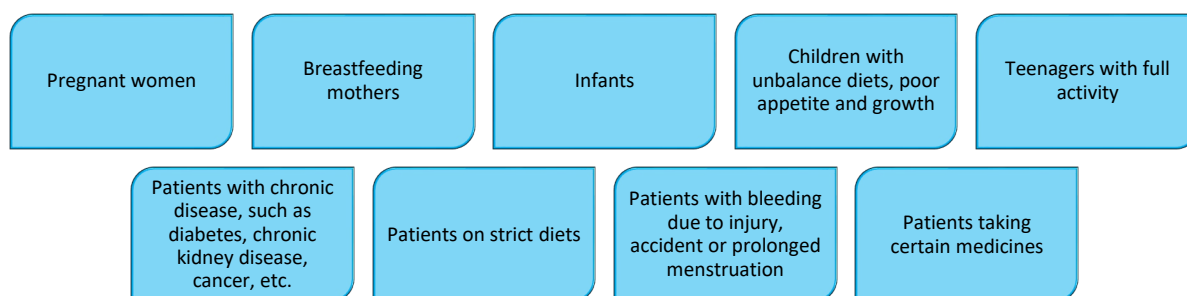 Pregnant women
Breastfeeding
mothers
Infants
Children with
unbalance diets, poor
appetite and growth
Teenagers with full
activity
Patients with chronic
disease, such as
diabetes, chronic
kidney disease,
cancer, etc.
Patients on strict diets
Patients with bleeding
due to injury,
accident or prolonged
menstruation
Patients taking
certain medicines